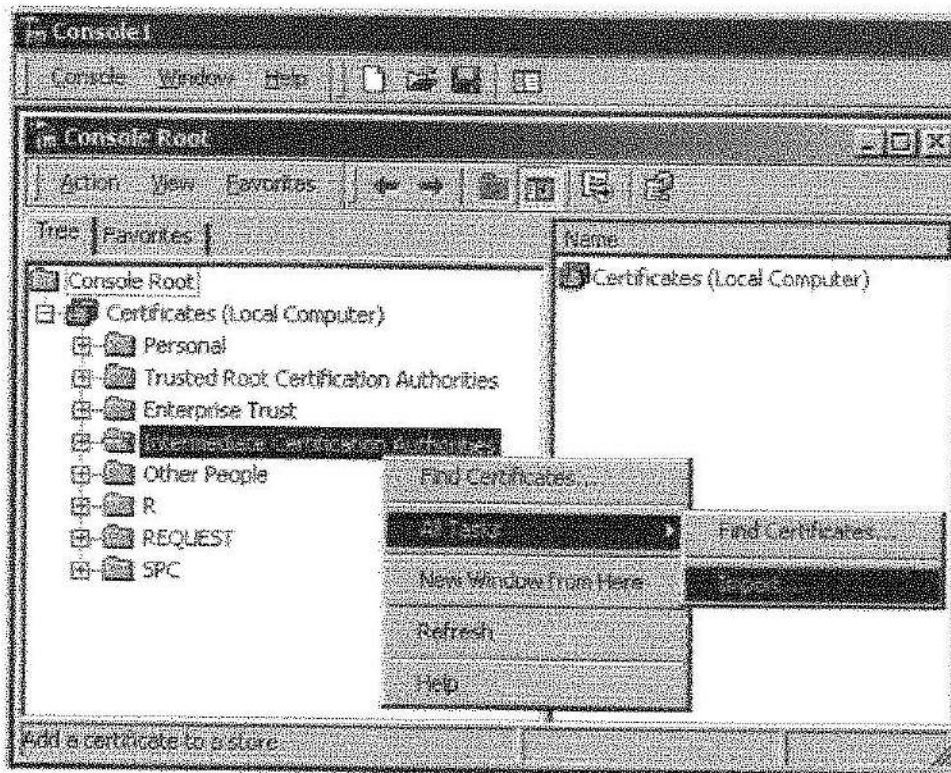 Console1
Console Window Help
Console Root
Action View Favorites
Tree Favorites
Name
Console Root
Certificates (Local Computer)
Certificates (Local Computer)
Personal
Trusted Root Certification Authorities
Enterprise Trust
Intermediate Certification Authorities
Other People
Find Certificates...
R
All Tasks
Find Certificates...
REQUEST
New Window from Here
Import...
SPC
Refresh
Help
Add a certificate to a store